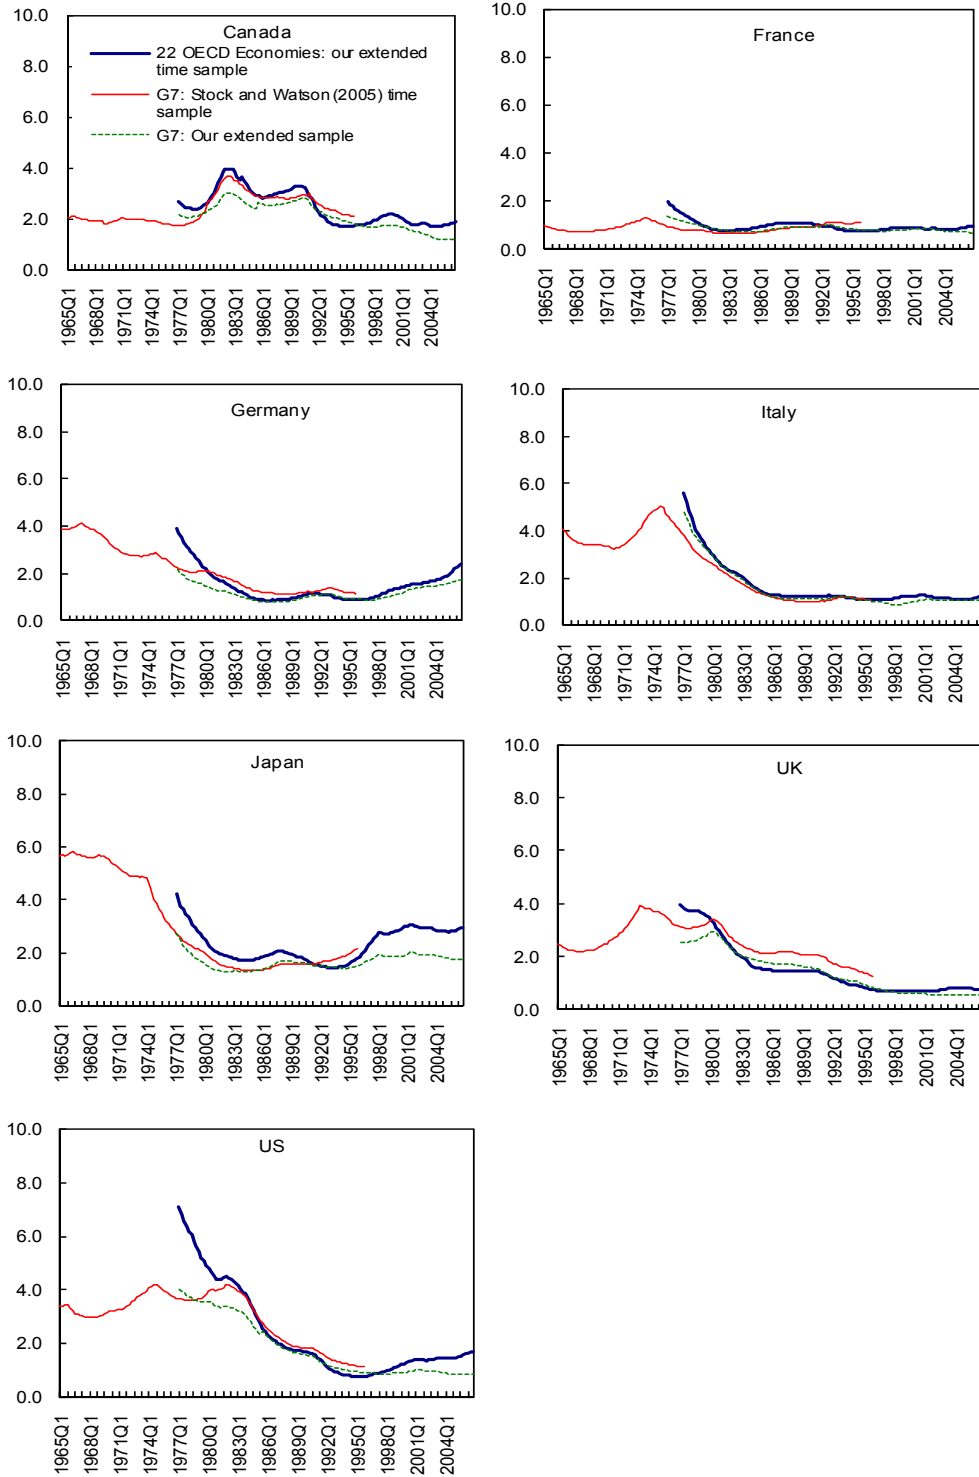 Canada
22 OECD Economies: our extended
time sample
G7: Stock and Watson (2005) time
sample
G7: Our extended sample
10.0
8.0
6.0
4.0
2.0
0.0
1965Q1
1968Q1
1971Q1
1974Q1
1977Q1
1980Q1
1983Q1
1986Q1
1989Q1
1992Q1
1995Q1
1998Q1
2001Q1
2004Q1
France
10.0
8.0
6.0
4.0
2.0
0.0
1965Q1
1968Q1
1971Q1
1974Q1
1977Q1
1980Q1
1983Q1
1986Q1
1989Q1
1992Q1
1995Q1
1998Q1
2001Q1
2004Q1
Germany
10.0
8.0
6.0
4.0
2.0
0.0
1965Q1
1968Q1
1971Q1
1974Q1
1977Q1
1980Q1
1983Q1
1986Q1
1989Q1
1992Q1
1995Q1
1998Q1
2001Q1
2004Q1
Italy
10.0
8.0
6.0
4.0
2.0
0.0
1965Q1
1968Q1
1971Q1
1974Q1
1977Q1
1980Q1
1983Q1
1986Q1
1989Q1
1992Q1
1995Q1
1998Q1
2001Q1
2004Q1
Japan
10.0
8.0
6.0
4.0
2.0
0.0
1965Q1
1968Q1
1971Q1
1974Q1
1977Q1
1980Q1
1983Q1
1986Q1
1989Q1
1992Q1
1995Q1
1998Q1
2001Q1
2004Q1
UK
10.0
8.0
6.0
4.0
2.0
0.0
1965Q1
1968Q1
1971Q1
1974Q1
1977Q1
1980Q1
1983Q1
1986Q1
1989Q1
1992Q1
1995Q1
1998Q1
2001Q1
2004Q1
US
10.0
8.0
6.0
4.0
2.0
0.0
1965Q1
1968Q1
1971Q1
1974Q1
1977Q1
1980Q1
1983Q1
1986Q1
1989Q1
1992Q1
1995Q1
1998Q1
2001Q1
2004Q1